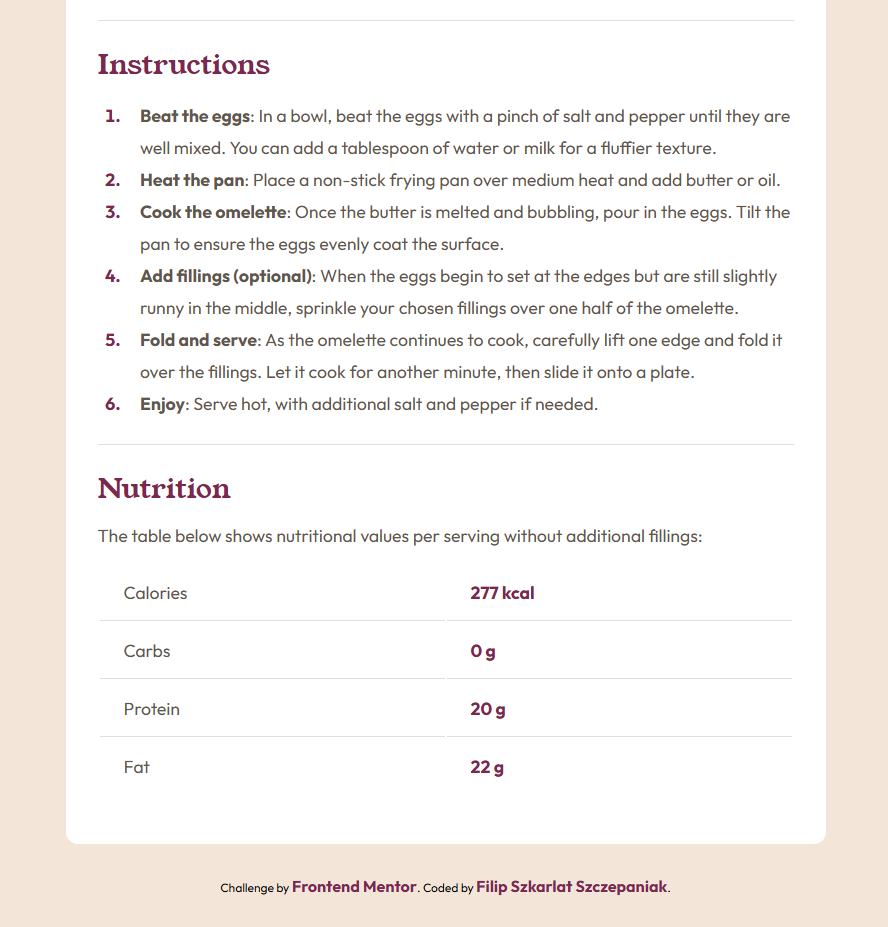 Instructions
1. Beat the eggs: In a bowl, beat the eggs with a pinch of salt and pepper until they are
well mixed. You can add a tablespoon of water or milk for a fluffier texture.
2. Heat the pan: Place a non-stick frying pan over medium heat and add butter or oil.
3. Cook the omelette: Once the butter is melted and bubbling, pour in the eggs. Tilt the
pan to ensure the eggs evenly coat the surface.
4. Add fillings (optional): When the eggs begin to set at the edges but are still slightly
runny in the middle, sprinkle your chosen fillings over one half of the omelette.
5. Fold and serve: As the omelette continues to cook, carefully lift one edge and fold it
over the fillings. Let it cook for another minute, then slide it onto a plate.
6. Enjoy: Serve hot, with additional salt and pepper if needed.
Nutrition
The table below shows nutritional values per serving without additional fillings:
Calories 277 kcal
Carbs 0 g
Protein 20 g
Fat 22 g
Challenge by Frontend Mentor. Coded by Filip Szkarlat Szczepaniak.